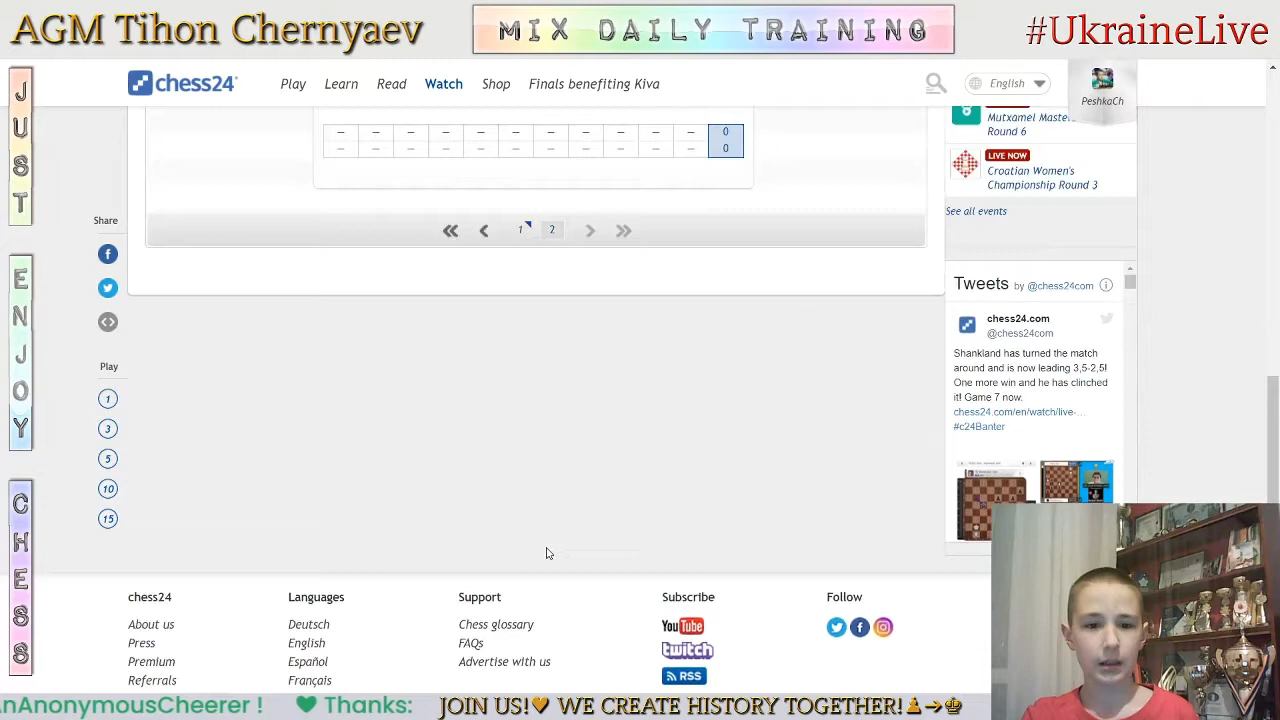 AGM Tihon Chernyaev
MIX DAILY TRAINING
#UkraineLive
JUST
ENJOY
CHESS
chess24
Play
Learn
Read
Watch
Shop
Finals benefiting Kiva
English
PeshkaCh
– – – – – – – – – – – 0
– – – – – – – – – – – 0
1
2
Mutxamel Maste
Round 6
LIVE NOW
Croatian Women's
Championship Round 3
See all events
Share
Play
1
3
5
10
15
Tweets by @chess24com
chess24.com
@chess24com
Shankland has turned the match
around and is now leading 3,5-2,5!
One more win and he has clinched
it! Game 7 now.
chess24.com/en/watch/live-…
#c24Banter
chess24
About us
Press
Premium
Referrals
Languages
Deutsch
English
Español
Français
Support
Chess glossary
FAQs
Advertise with us
Subscribe
YouTube
twitch
RSS
Follow
nAnonymousCheerer ! ♥ Thanks:
JOIN US!♥ WE CREATE HISTORY TOGETHER!♟→♔